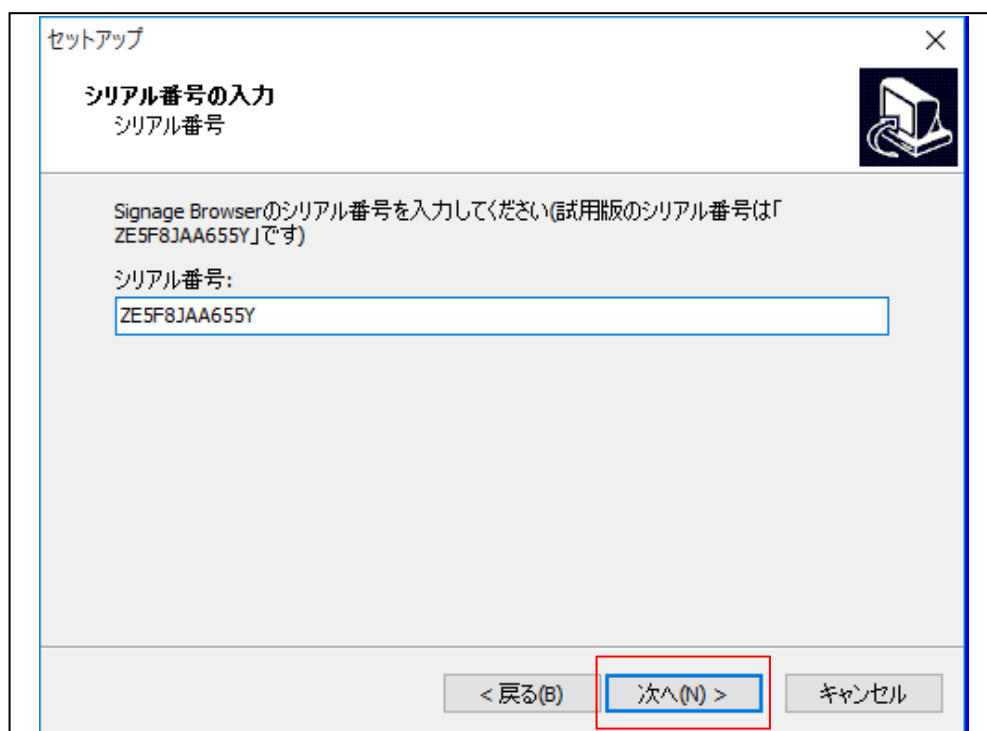 セットアップ
シリアル番号の入力
シリアル番号
Signage Browserのシリアル番号を入力してください(試用版のシリアル番号は「
ZE5F8JAA655Y」です)
シリアル番号:
ZE5F8JAA655Y
< 戻る(B)
次へ(N) >
キャンセル